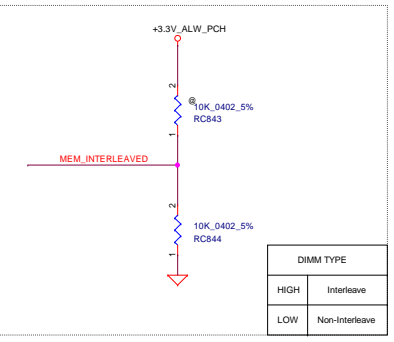 +3.3V_ALW_PCH
2
@
10K_0402_5%
RC843
1
MEM_INTERLEAVED
2
10K_0402_5%
RC844
1
DIMM TYPE
HIGH Interleave
LOW Non-Interleave